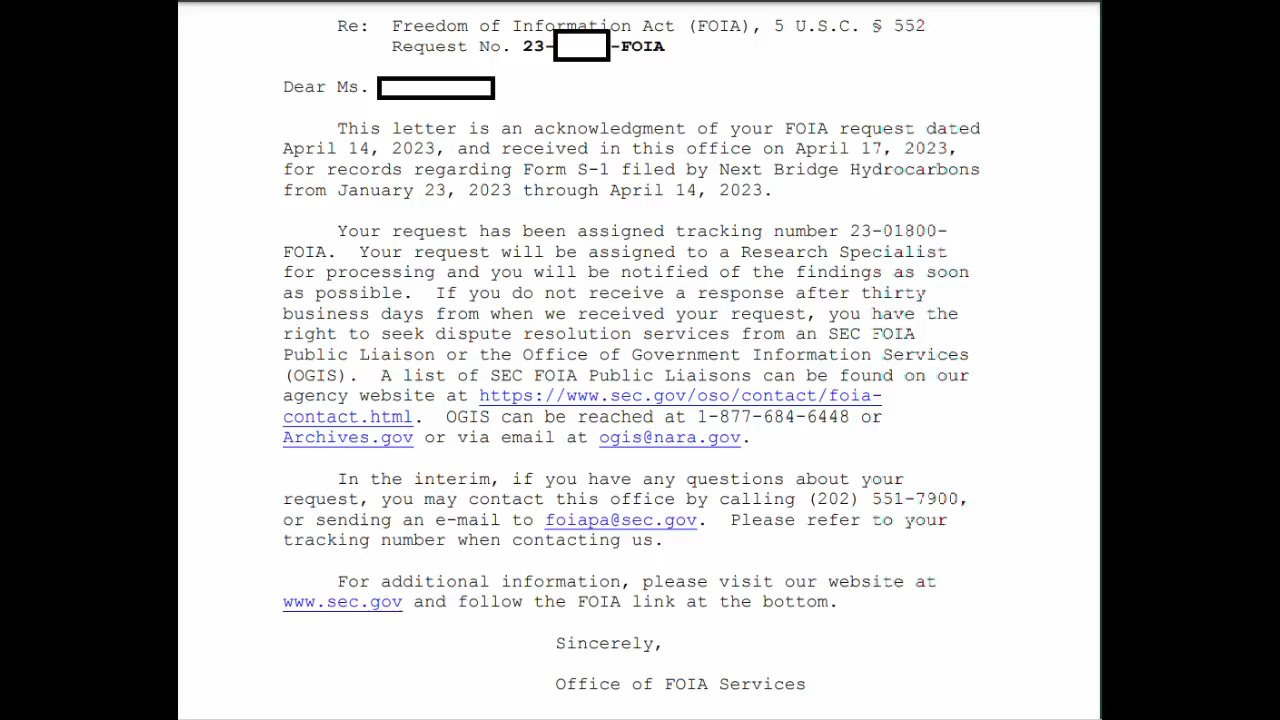 Re: Freedom of Information Act (FOIA), 5 U.S.C. § 552
Request No. 23- -FOIA
Dear Ms.
This letter is an acknowledgment of your FOIA request dated
April 14, 2023, and received in this office on April 17, 2023,
for records regarding Form S-1 filed by Next Bridge Hydrocarbons
from January 23, 2023 through April 14, 2023.
Your request has been assigned tracking number 23-01800-
FOIA. Your request will be assigned to a Research Specialist
for processing and you will be notified of the findings as soon
as possible. If you do not receive a response after thirty
business days from when we received your request, you have the
right to seek dispute resolution services from an SEC FOIA
Public Liaison or the Office of Government Information Services
(OGIS). A list of SEC FOIA Public Liaisons can be found on our
agency website at https://www.sec.gov/oso/contact/foia-
contact.html. OGIS can be reached at 1-877-684-6448 or
Archives.gov or via email at ogis@nara.gov.
In the interim, if you have any questions about your
request, you may contact this office by calling (202) 551-7900,
or sending an e-mail to foiapa@sec.gov. Please refer to your
tracking number when contacting us.
For additional information, please visit our website at
www.sec.gov and follow the FOIA link at the bottom.
Sincerely,
Office of FOIA Services